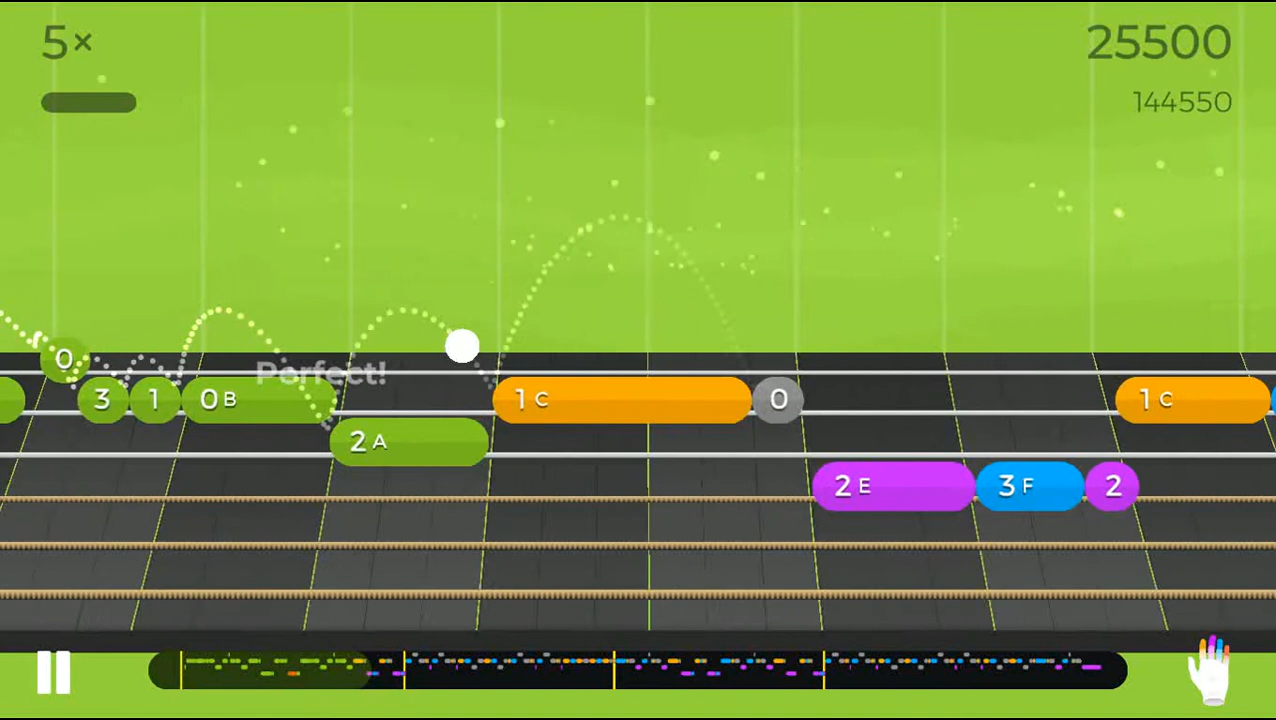 5×
25500
144550
0
Perfect!
3 1 0 B 1 C 0 1 C
2 A
2 E 3 F 2